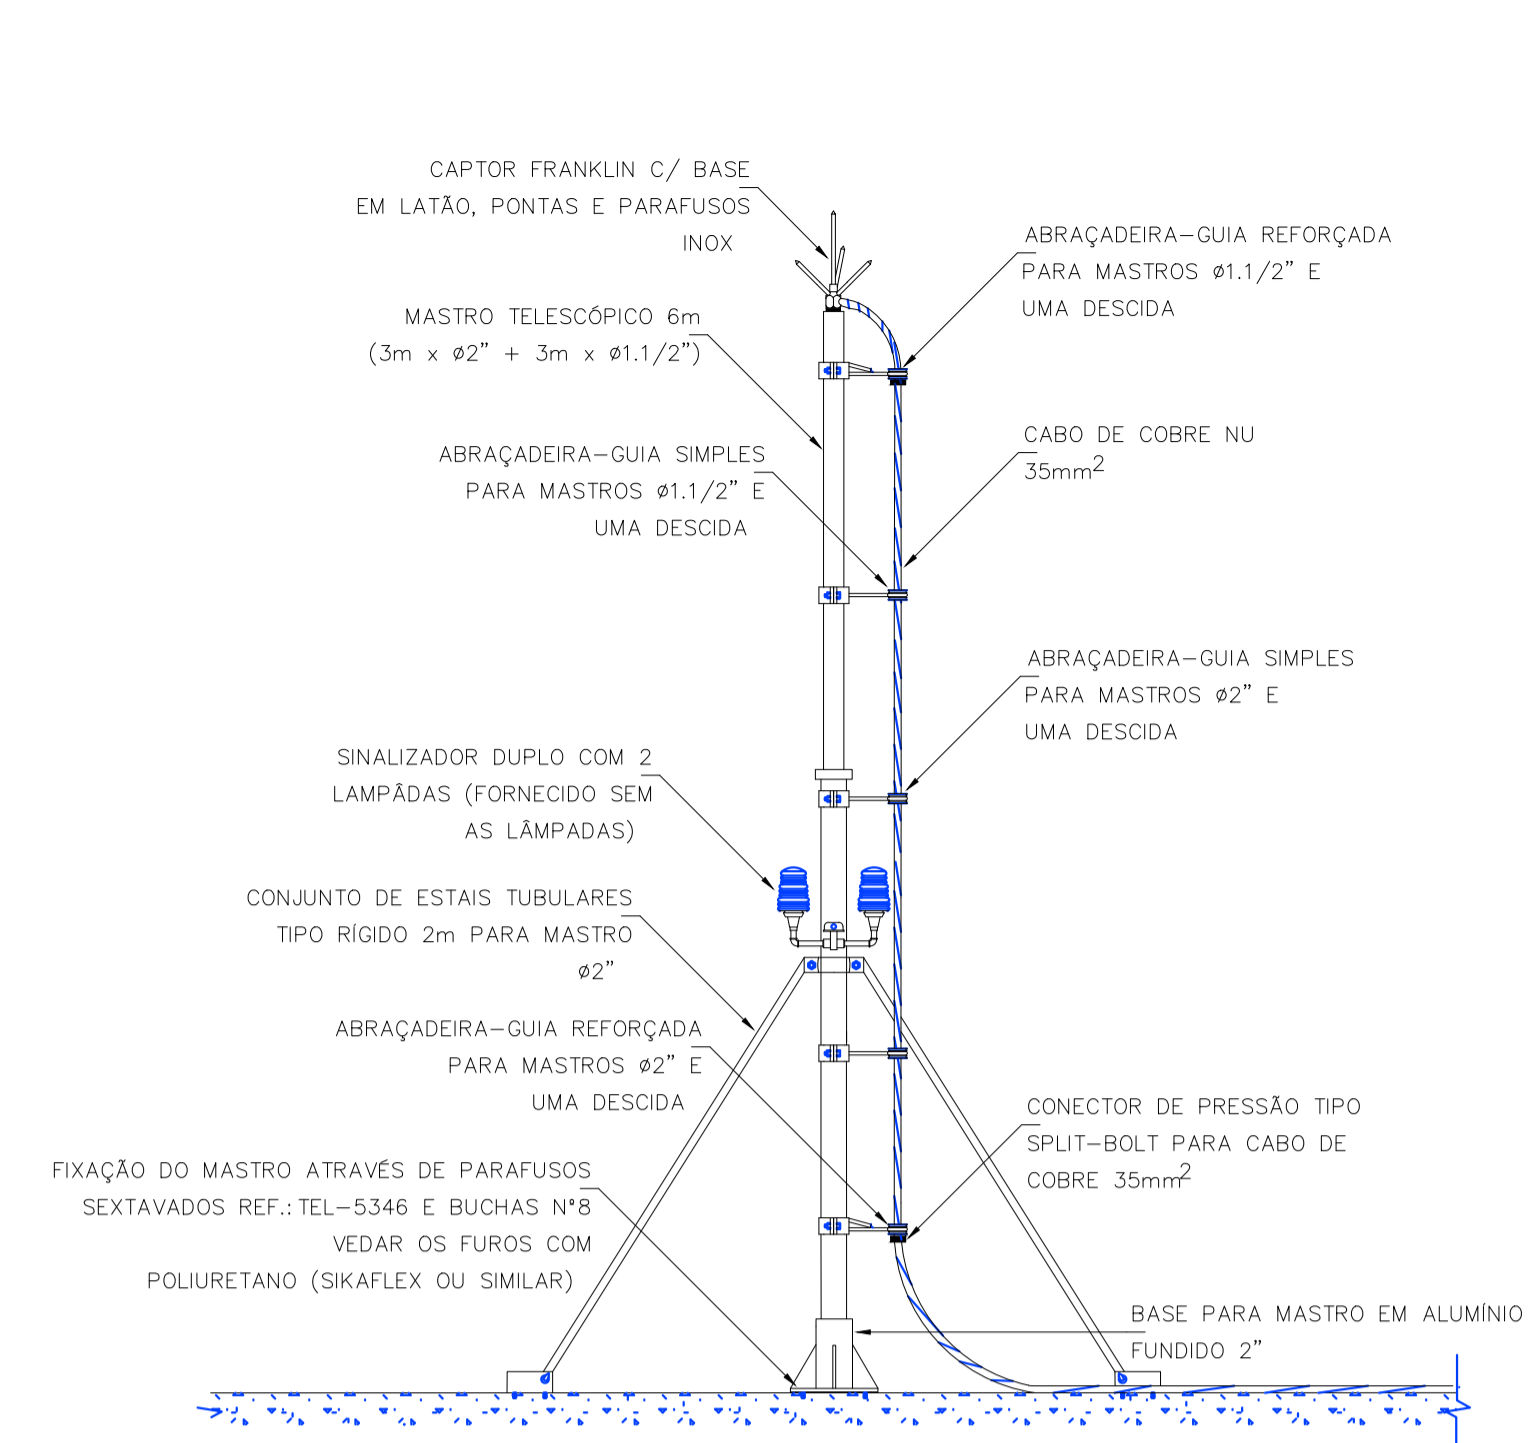 CAPTOR FRANKLIN C/ BASE
EM LATÃO, PONTAS E PARAFUSOS
INOX
ABRAÇADEIRA-GUIA REFORÇADA
PARA MASTROS ø1.1/2" E
UMA DESCIDA
MASTRO TELESCÓPICO 6m
(3m x ø2" + 3m x ø1.1/2")
ABRAÇADEIRA-GUIA SIMPLES
PARA MASTROS ø1.1/2" E
UMA DESCIDA
CABO DE COBRE NU
35mm²
ABRAÇADEIRA-GUIA SIMPLES
PARA MASTROS ø2" E
UMA DESCIDA
SINALIZADOR DUPLO COM 2
LAMPÂDAS (FORNECIDO SEM
AS LÂMPADAS)
CONJUNTO DE ESTAIS TUBULARES
TIPO RÍGIDO 2m PARA MASTRO
ø2"
ABRAÇADEIRA-GUIA REFORÇADA
PARA MASTROS ø2" E
UMA DESCIDA
CONECTOR DE PRESSÃO TIPO
SPLIT-BOLT PARA CABO DE
COBRE 35mm²
FIXAÇÃO DO MASTRO ATRAVÉS DE PARAFUSOS
SEXTAVADOS REF.: TEL-5346 E BUCHAS N°8
VEDAR OS FUROS COM
POLIURETANO (SIKAFLEX OU SIMILAR)
BASE PARA MASTRO EM ALUMÍNIO
FUNDIDO 2"